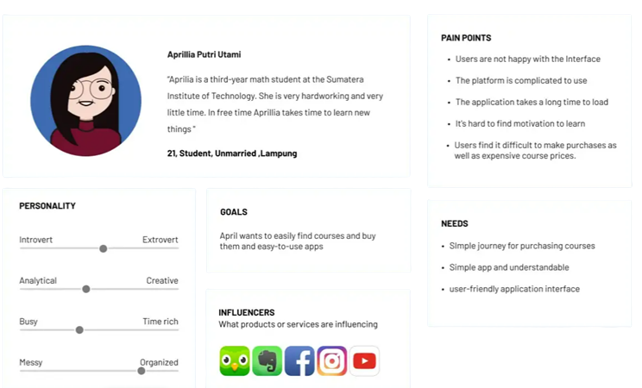 Aprillia Putri Utami
"Aprilia is a third-year math student at the Sumatera
Institute of Technology. She is very hardworking and very
little time. In free time Aprillia takes time to learn new
things "
21, Student, Unmarried ,Lampung
PAIN POINTS
• Users are not happy with the Interface
• The platform is complicated to use
• The application takes a long time to load
• It's hard to find motivation to learn
• Users find it difficult to make purchases as
well as expensive course prices.
PERSONALITY
Introvert Extrovert
Analytical Creative
Busy Time rich
Messy Organized
GOALS
April wants to easily find courses and buy
them and easy-to-use apps
INFLUENCERS
What products or services are influencing
NEEDS
• SImple journey for purchasing courses
• Simple app and understandable
• user-friendly application interface